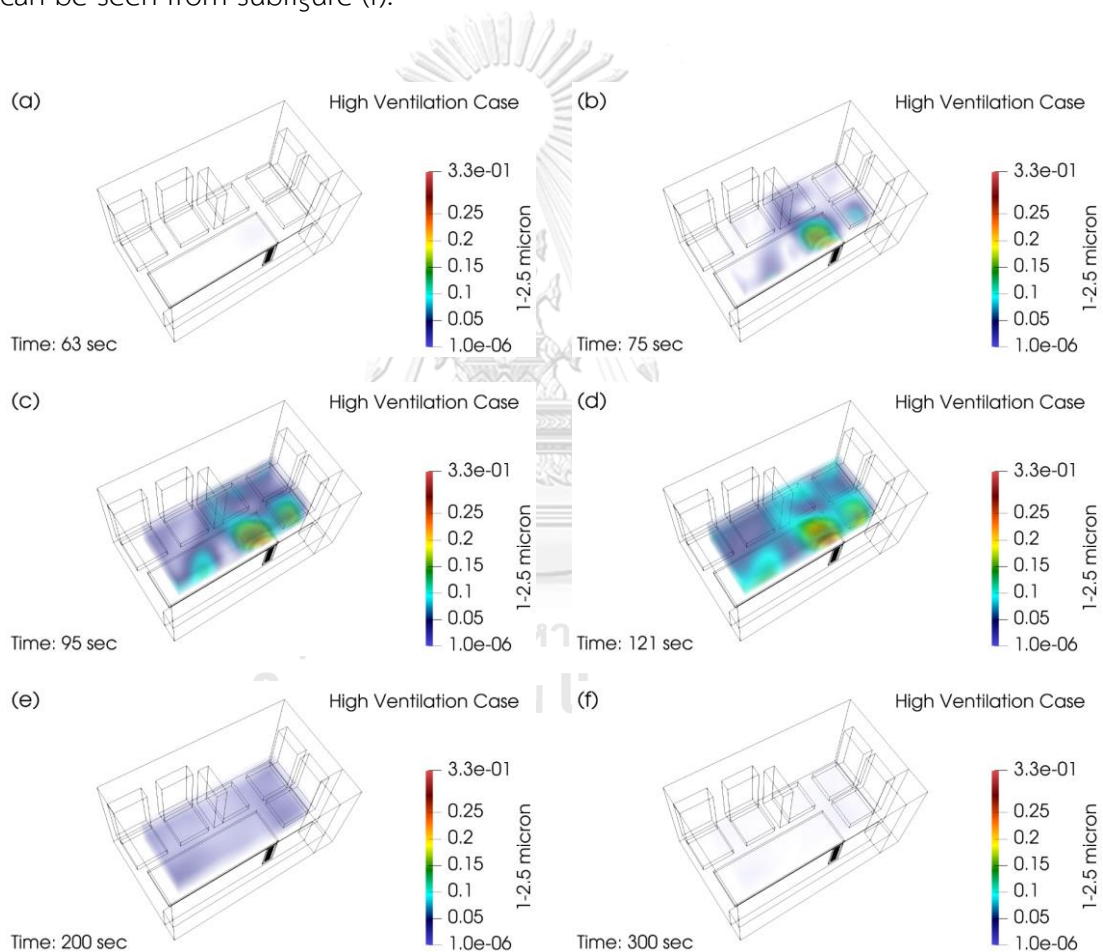 can be seen from subfigure (f).
(a) High Ventilation Case
3.3e-01
0.25
0.2
0.15
0.1
0.05
1.0e-06
1-2.5 micron
Time: 63 sec
(b) High Ventilation Case
3.3e-01
0.25
0.2
0.15
0.1
0.05
1.0e-06
1-2.5 micron
Time: 75 sec
(c) High Ventilation Case
3.3e-01
0.25
0.2
0.15
0.1
0.05
1.0e-06
1-2.5 micron
Time: 95 sec
(d) High Ventilation Case
3.3e-01
0.25
0.2
0.15
0.1
0.05
1.0e-06
1-2.5 micron
Time: 121 sec
(e) High Ventilation Case
3.3e-01
0.25
0.2
0.15
0.1
0.05
1.0e-06
1-2.5 micron
Time: 200 sec
(f) High Ventilation Case
3.3e-01
0.25
0.2
0.15
0.1
0.05
1.0e-06
1-2.5 micron
Time: 300 sec